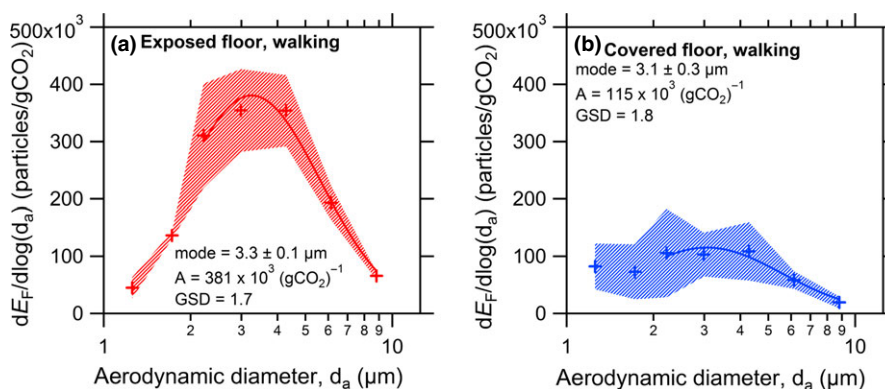 500x10³
400
300
200
100
0
dE_F/dlog(d_a) (particles/gCO₂)
(a) Exposed floor, walking
mode = 3.3 ± 0.1 µm
A = 381 x 10³ (gCO₂)⁻¹
GSD = 1.7
1
2 3 4 5 6 7 8 9
10
Aerodynamic diameter, d_a (µm)
500x10³
400
300
200
100
0
dE_F/dlog(d_a) (particles/gCO₂)
(b) Covered floor, walking
mode = 3.1 ± 0.3 µm
A = 115 x 10³ (gCO₂)⁻¹
GSD = 1.8
1
2 3 4 5 6 7 8 9
10
Aerodynamic diameter, d_a (µm)